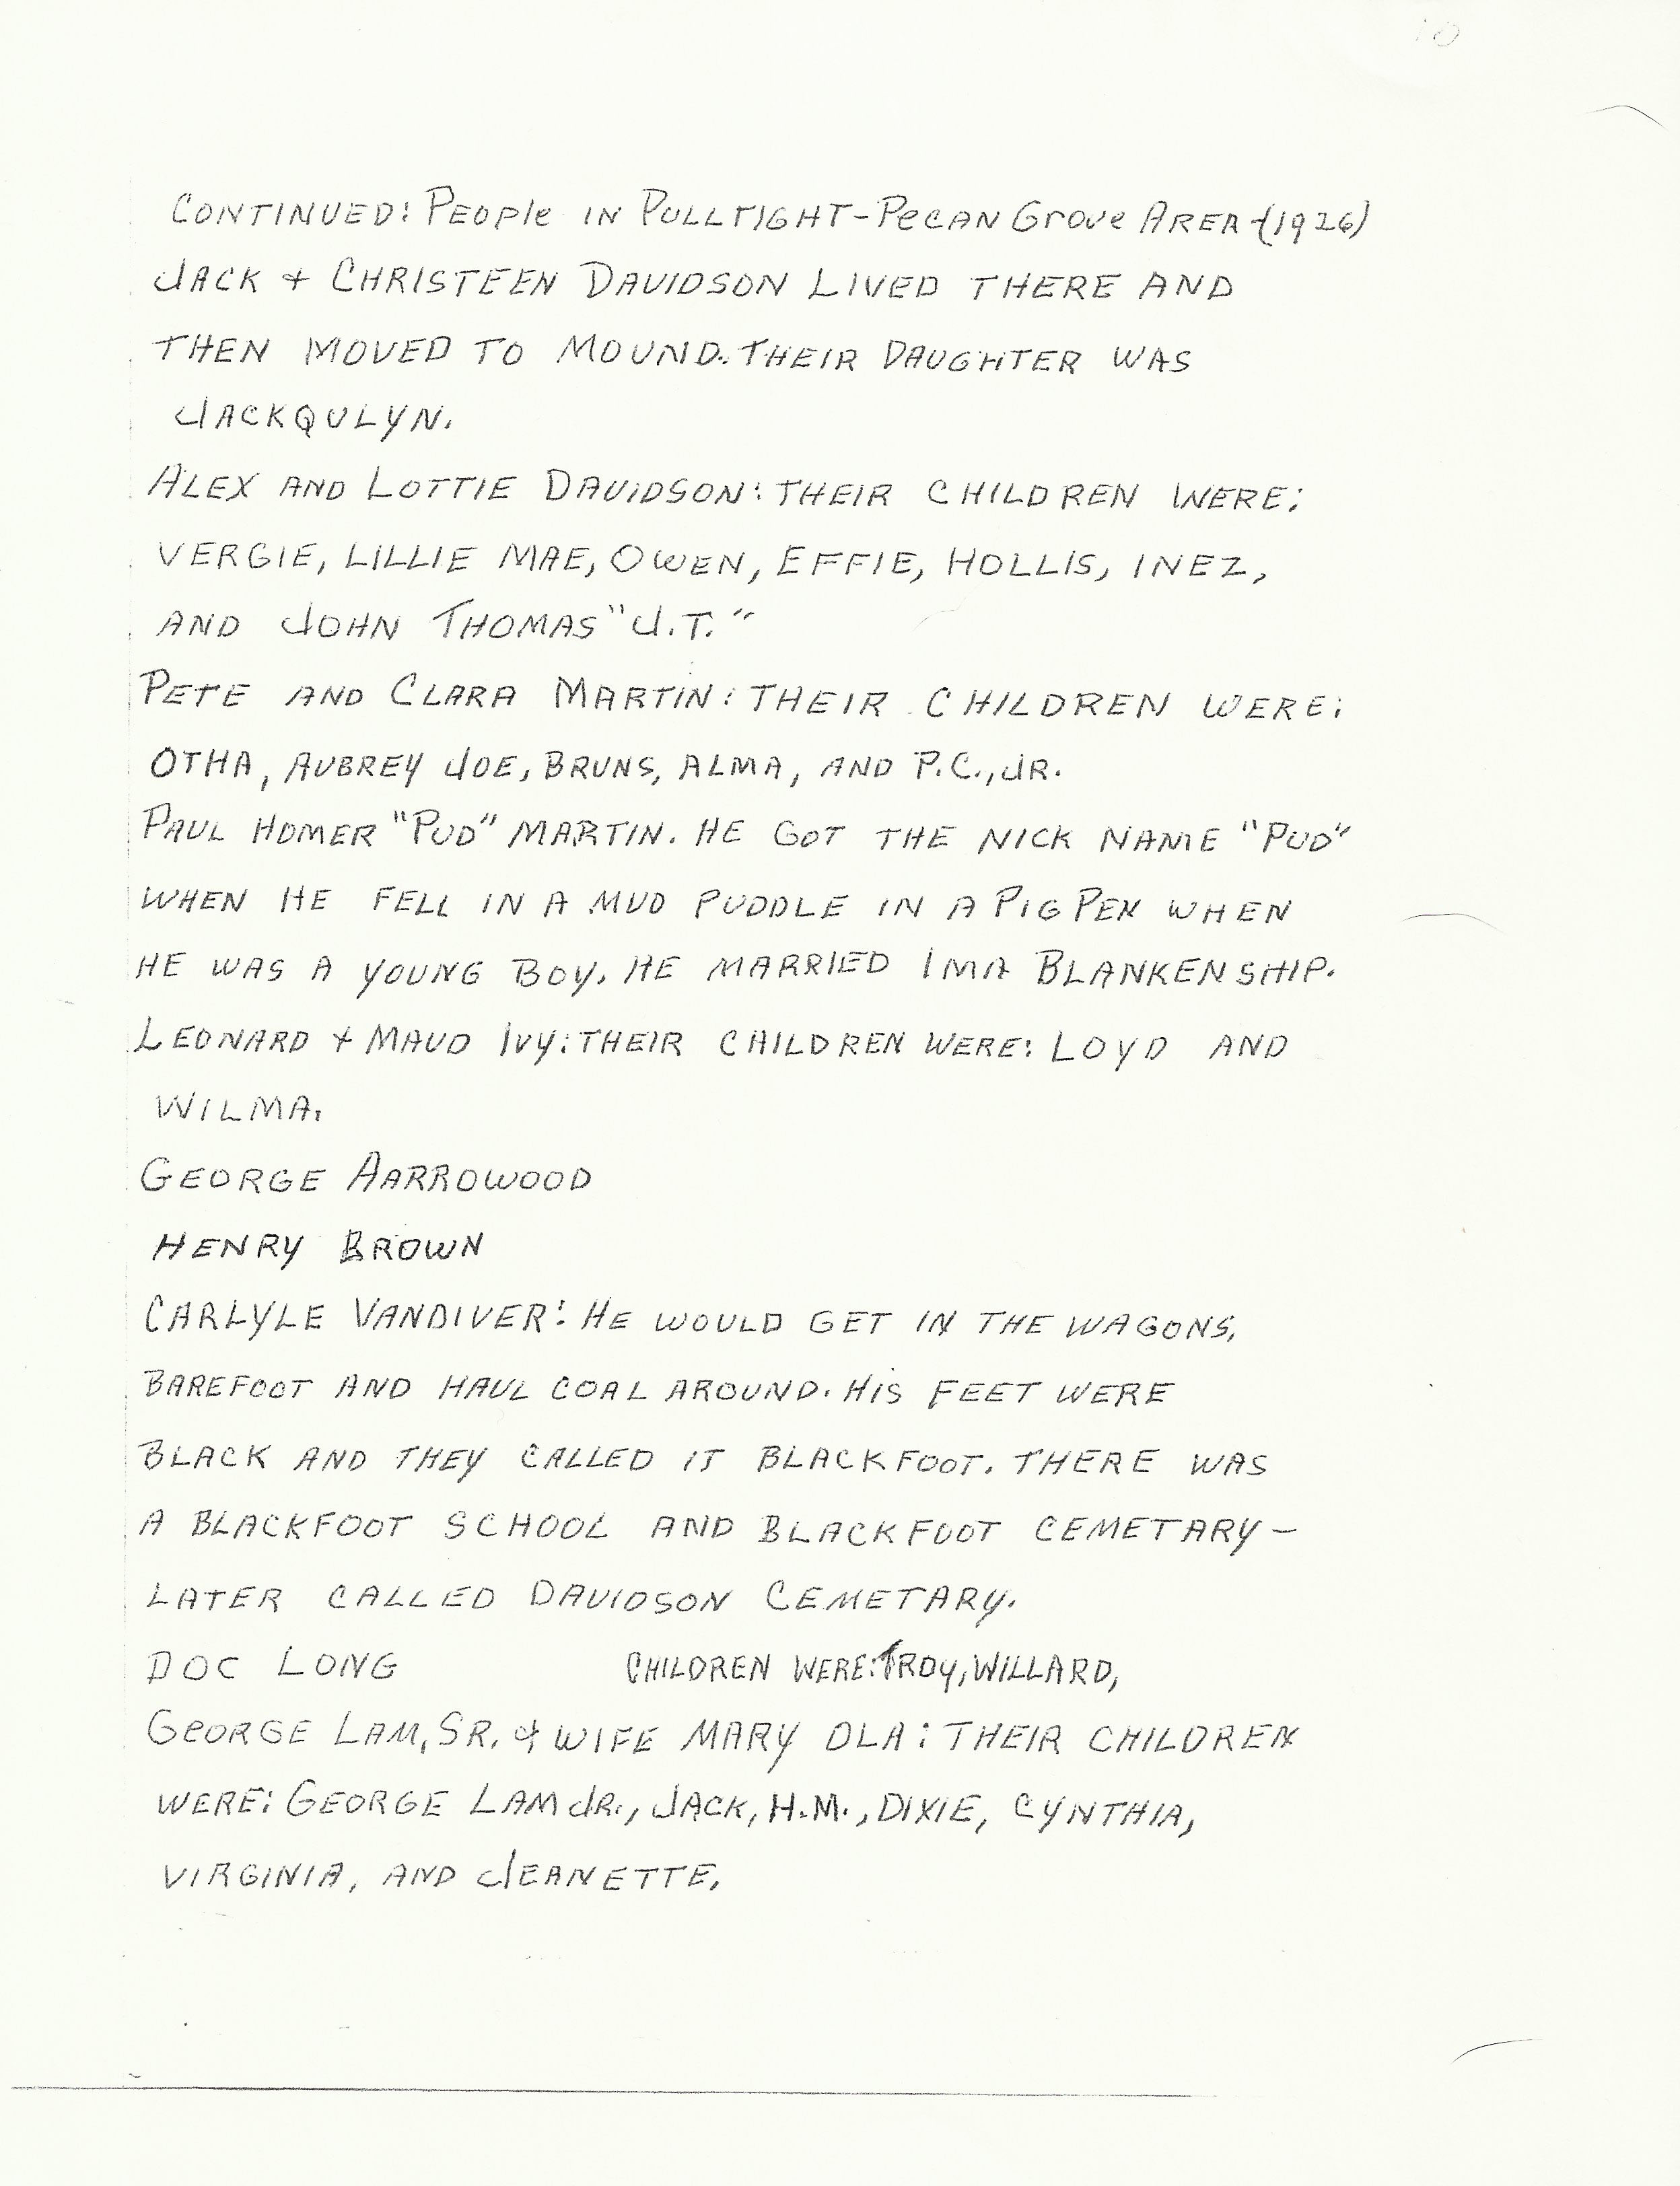 10
CONTINUED: PEOPle IN PULLTIGHT-PeCAN Grove AREA-(1926)
JACK + CHRISTEEN DAVIDSON LIVED THERE AND
THEN MOVED TO MOUND. THEIR DAUGHTER WAS
JACKQULYN.
ALEX AND LOTTIE DAVIDSON: THEIR CHILDREN WERE:
VERGIE, LILLIE MAE, OWEN, EFFIE, HOLLIS, INEZ,
AND JOHN THOMAS "J.T."
PETE AND CLARA MARTIN: THEIR CHILDREN WERE:
OTHA, AUBREY JOE, BRUNS, ALMA, AND P.C., JR.
PAUL HOMER "PUD" MARTIN. HE GOT THE NICK NAME "PUD"
WHEN HE FELL IN A MUD PUDDLE IN A PIG PEN WHEN
HE WAS A YOUNG BOY. HE MARRIED IMA BLANKENSHIP.
LEONARD + MAUD IVY: THEIR CHILDREN WERE: LOYD AND
WILMA.
GEORGE AARROWOOD
HENRY BROWN
CARLYLE VANDIVER: HE WOULD GET IN THE WAGONS,
BAREFOOT AND HAUL COAL AROUND. HIS FEET WERE
BLACK AND THEY CALLED IT BLACKFOOT. THERE WAS
A BLACKFOOT SCHOOL AND BLACKFOOT CEMETARY-
LATER CALLED DAVIDSON CEMETARY.
DOC LONG CHILDREN WERE: TROY, WILLARD,
GEORGE LAM, SR. & WIFE MARY OLA: THEIR CHILDREN
WERE: GEORGE LAM JR., JACK, H.M., DIXIE, CYNTHIA,
VIRGINIA, AND JEANETTE.